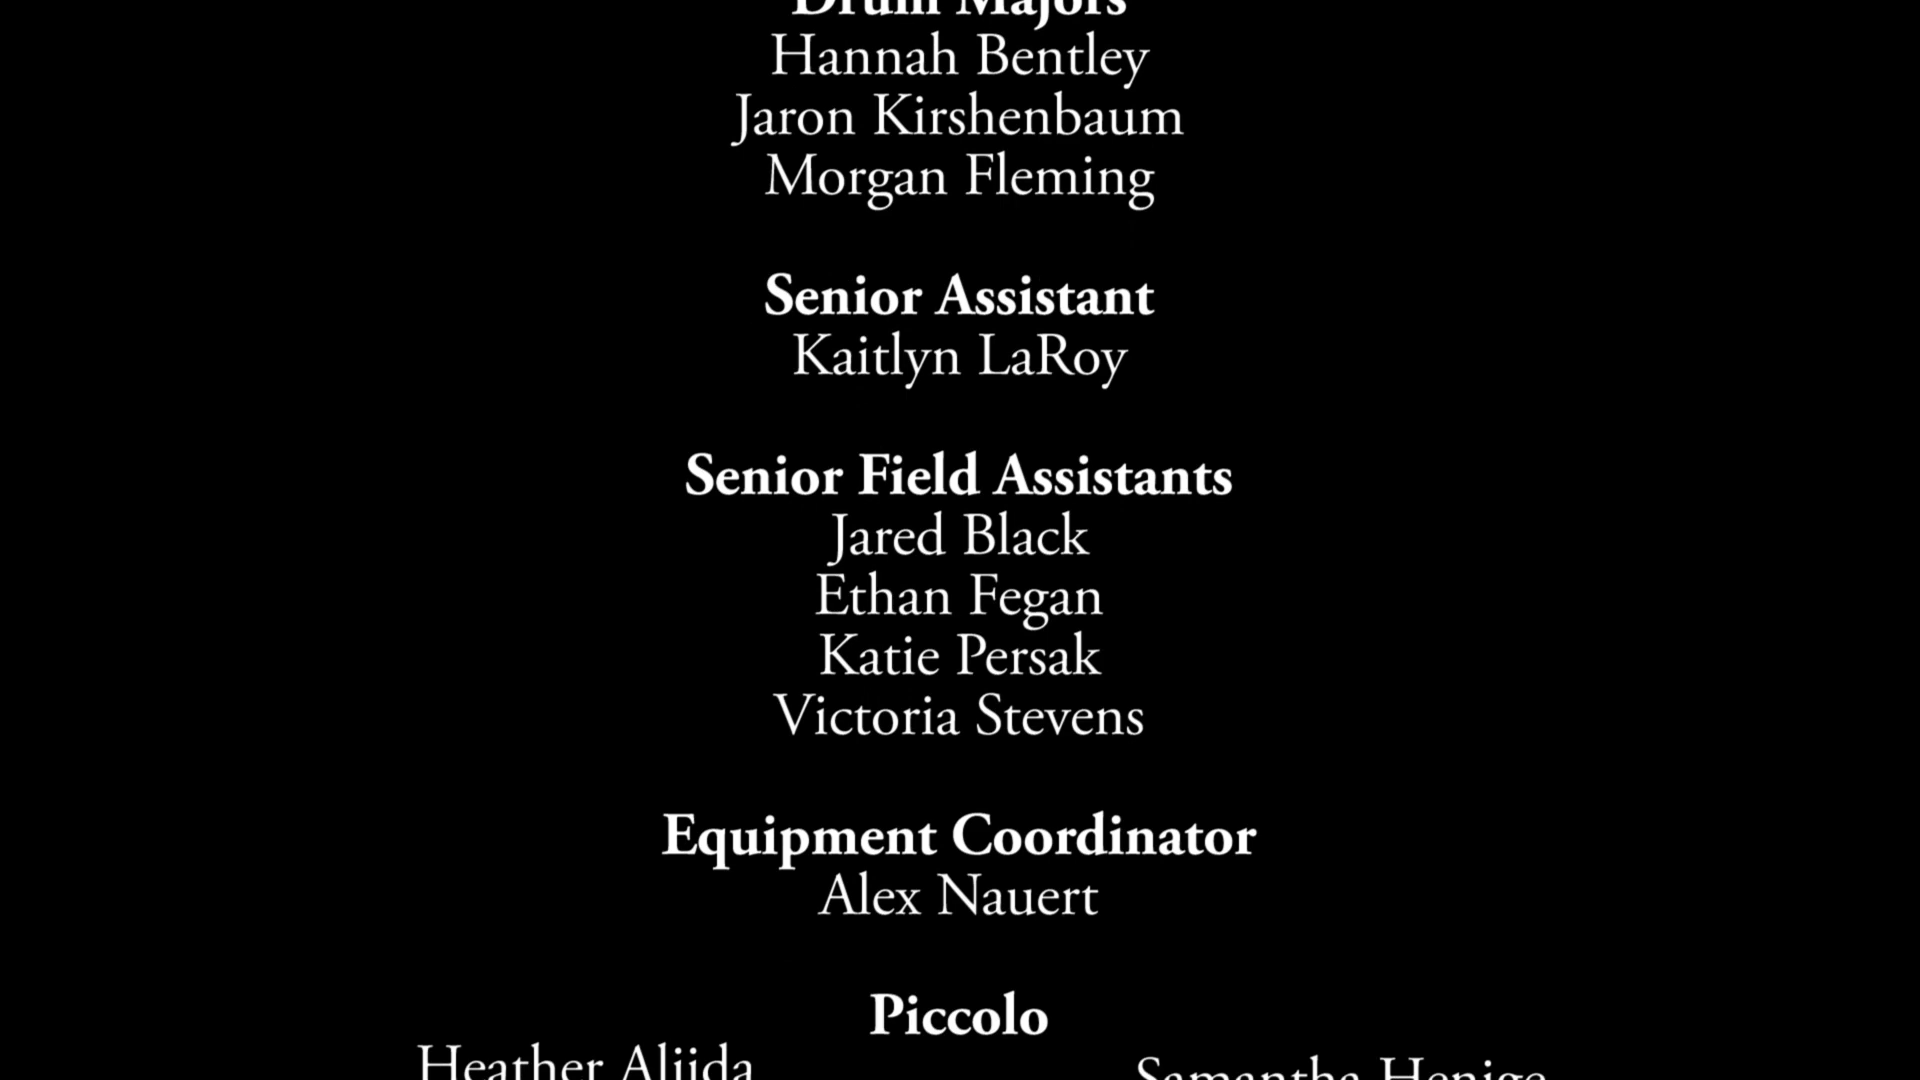 Drum Majors
Hannah Bentley
Jaron Kirshenbaum
Morgan Fleming
Senior Assistant
Kaitlyn LaRoy
Senior Field Assistants
Jared Black
Ethan Fegan
Katie Persak
Victoria Stevens
Equipment Coordinator
Alex Nauert
Piccolo
Heather Aljida
Samantha Henige